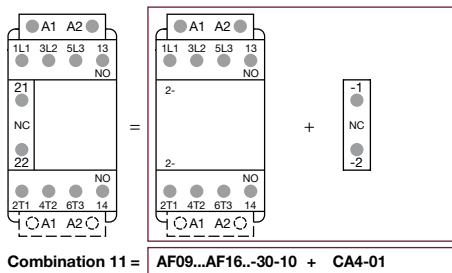 A1 A2 A1 A2
1L1 3L2 5L3 13 1L1 3L2 5L3 13
NO NO
21 2- -1
NC = + NC
22 2- -2
NO NO
2T1 4T2 6T3 14 2T1 4T2 6T3 14
A1 A2 A1 A2
Combination 11 = AF09...AF16..-30-10 + CA4-01